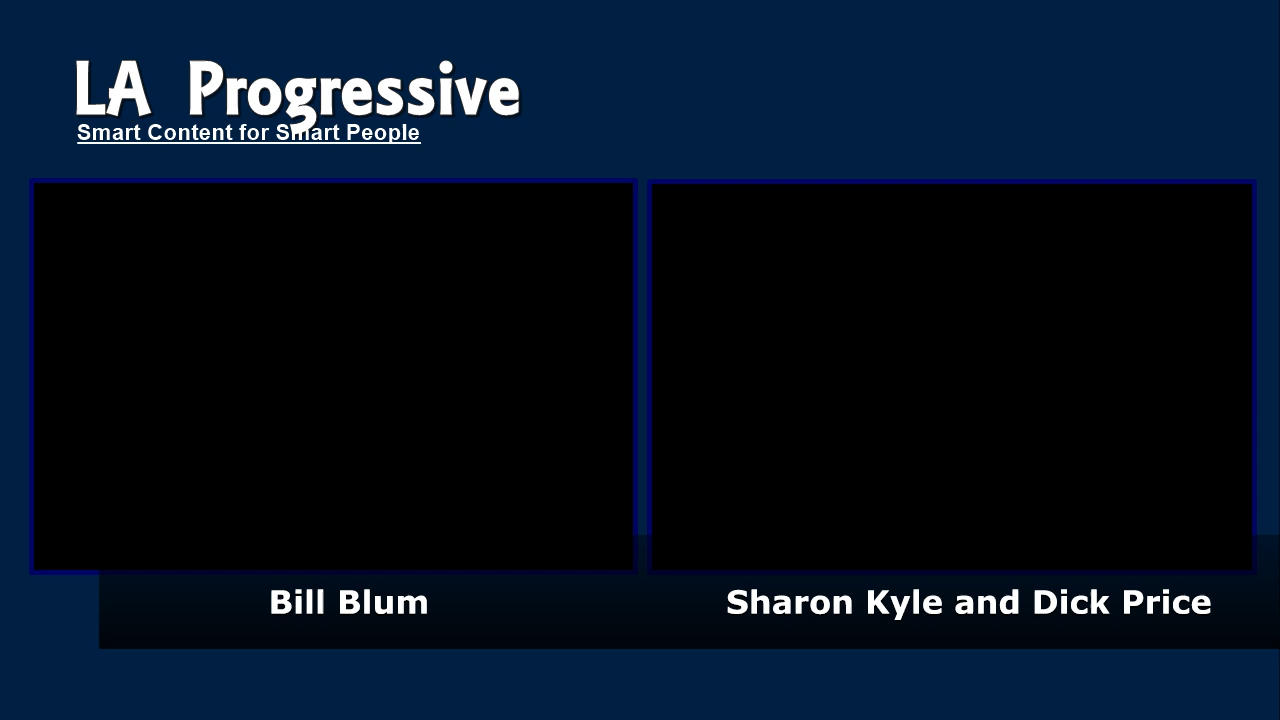 LA Progressive
Smart Content for Smart People
Bill Blum
Sharon Kyle and Dick Price